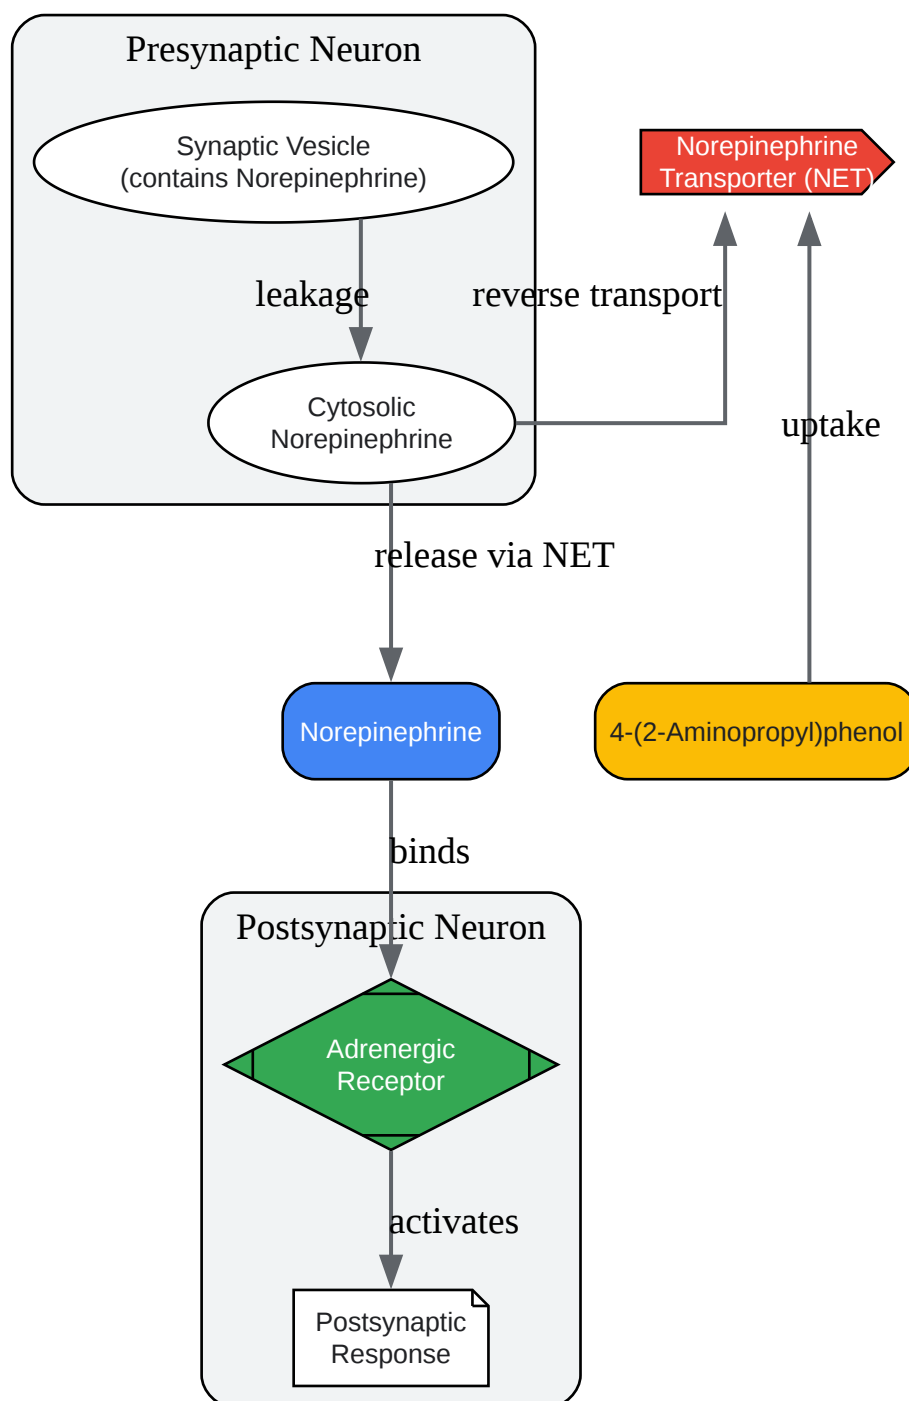 Presynaptic Neuron
Synaptic Vesicle
(contains Norepinephrine)
Norepinephrine
Transporter (NET)
leakage
reverse transport
Cytosolic
Norepinephrine
uptake
release via NET
Norepinephrine
4-(2-Aminopropyl)phenol
binds
Postsynaptic Neuron
Adrenergic
Receptor
activates
Postsynaptic
Response